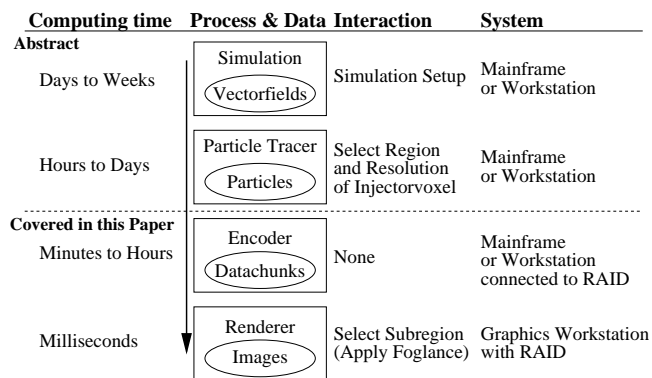 Computing time Process & Data Interaction System
Abstract
Simulation
Days to Weeks
Vectorfields
Simulation Setup
Mainframe
or Workstation
Particle Tracer
Hours to Days
Particles
Select Region
and Resolution
of Injectorvoxel
Mainframe
or Workstation
Covered in this Paper
Encoder
Minutes to Hours
Datachunks
None
Mainframe
or Workstation
connected to RAID
Renderer
Milliseconds
Images
Select Subregion
(Apply Foglance)
Graphics Workstation
with RAID